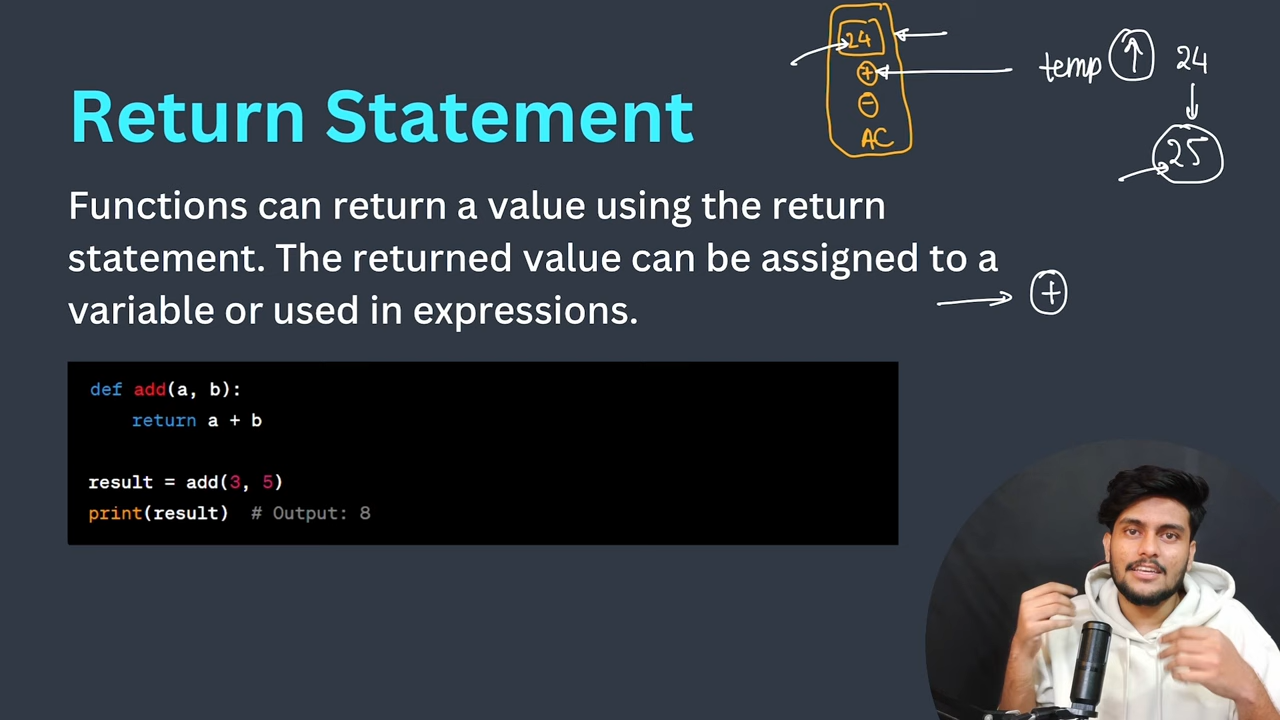 Return Statement
Functions can return a value using the return
statement. The returned value can be assigned to a
variable or used in expressions.
def add(a, b):
    return a + b
result = add(3, 5)
print(result)  # Output: 8
24
+
-
AC
temp ↑ 24
↓
25
+